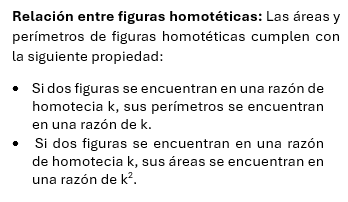 Relación entre figuras homotéticas: Las áreas y
perímetros de figuras homotéticas cumplen con
la siguiente propiedad:
• Si dos figuras se encuentran en una razón de
homotecia k, sus perímetros se encuentran
en una razón de k.
• Si dos figuras se encuentran en una razón
de homotecia k, sus áreas se encuentran en
una razón de k².